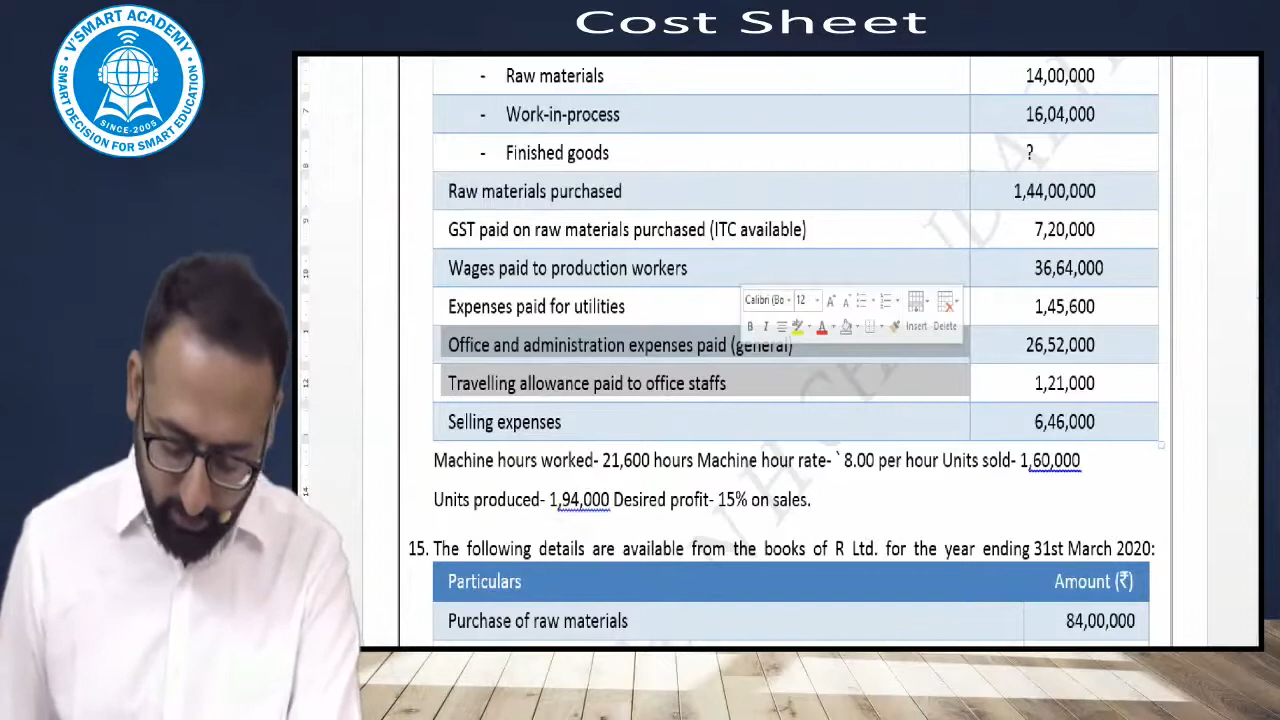 Cost Sheet
V'SMART ACADEMY
SMART DECISION FOR SMART EDUCATION
SINCE-2005
- Raw materials 14,00,000
- Work-in-process 16,04,000
- Finished goods ?
Raw materials purchased 1,44,00,000
GST paid on raw materials purchased (ITC available) 7,20,000
Wages paid to production workers 36,64,000
Calibri (Bo 12
Expenses paid for utilities 1,45,600
B I Insert Delete
Office and administration expenses paid (general) 26,52,000
Travelling allowance paid to office staffs 1,21,000
Selling expenses 6,46,000
Machine hours worked- 21,600 hours Machine hour rate- ` 8.00 per hour Units sold- 1,60,000
Units produced- 1,94,000 Desired profit- 15% on sales.
15. The following details are available from the books of R Ltd. for the year ending 31st March 2020:
Particulars Amount (₹)
Purchase of raw materials 84,00,000